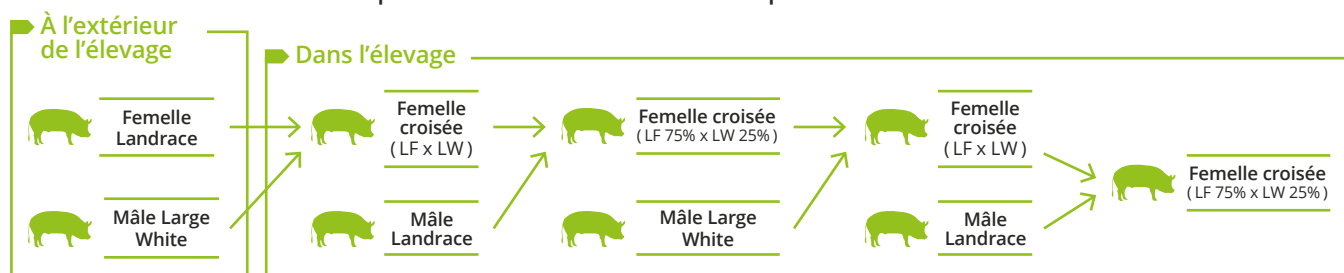 À l'extérieur
de l'élevage
Dans l'élevage
Femelle
Landrace
Mâle Large
White
Femelle
croisée
( LF x LW )
Mâle
Landrace
Femelle croisée
( LF 75% x LW 25% )
Mâle Large
White
Femelle
croisée
( LF x LW )
Mâle
Landrace
Femelle croisée
( LF 75% x LW 25% )